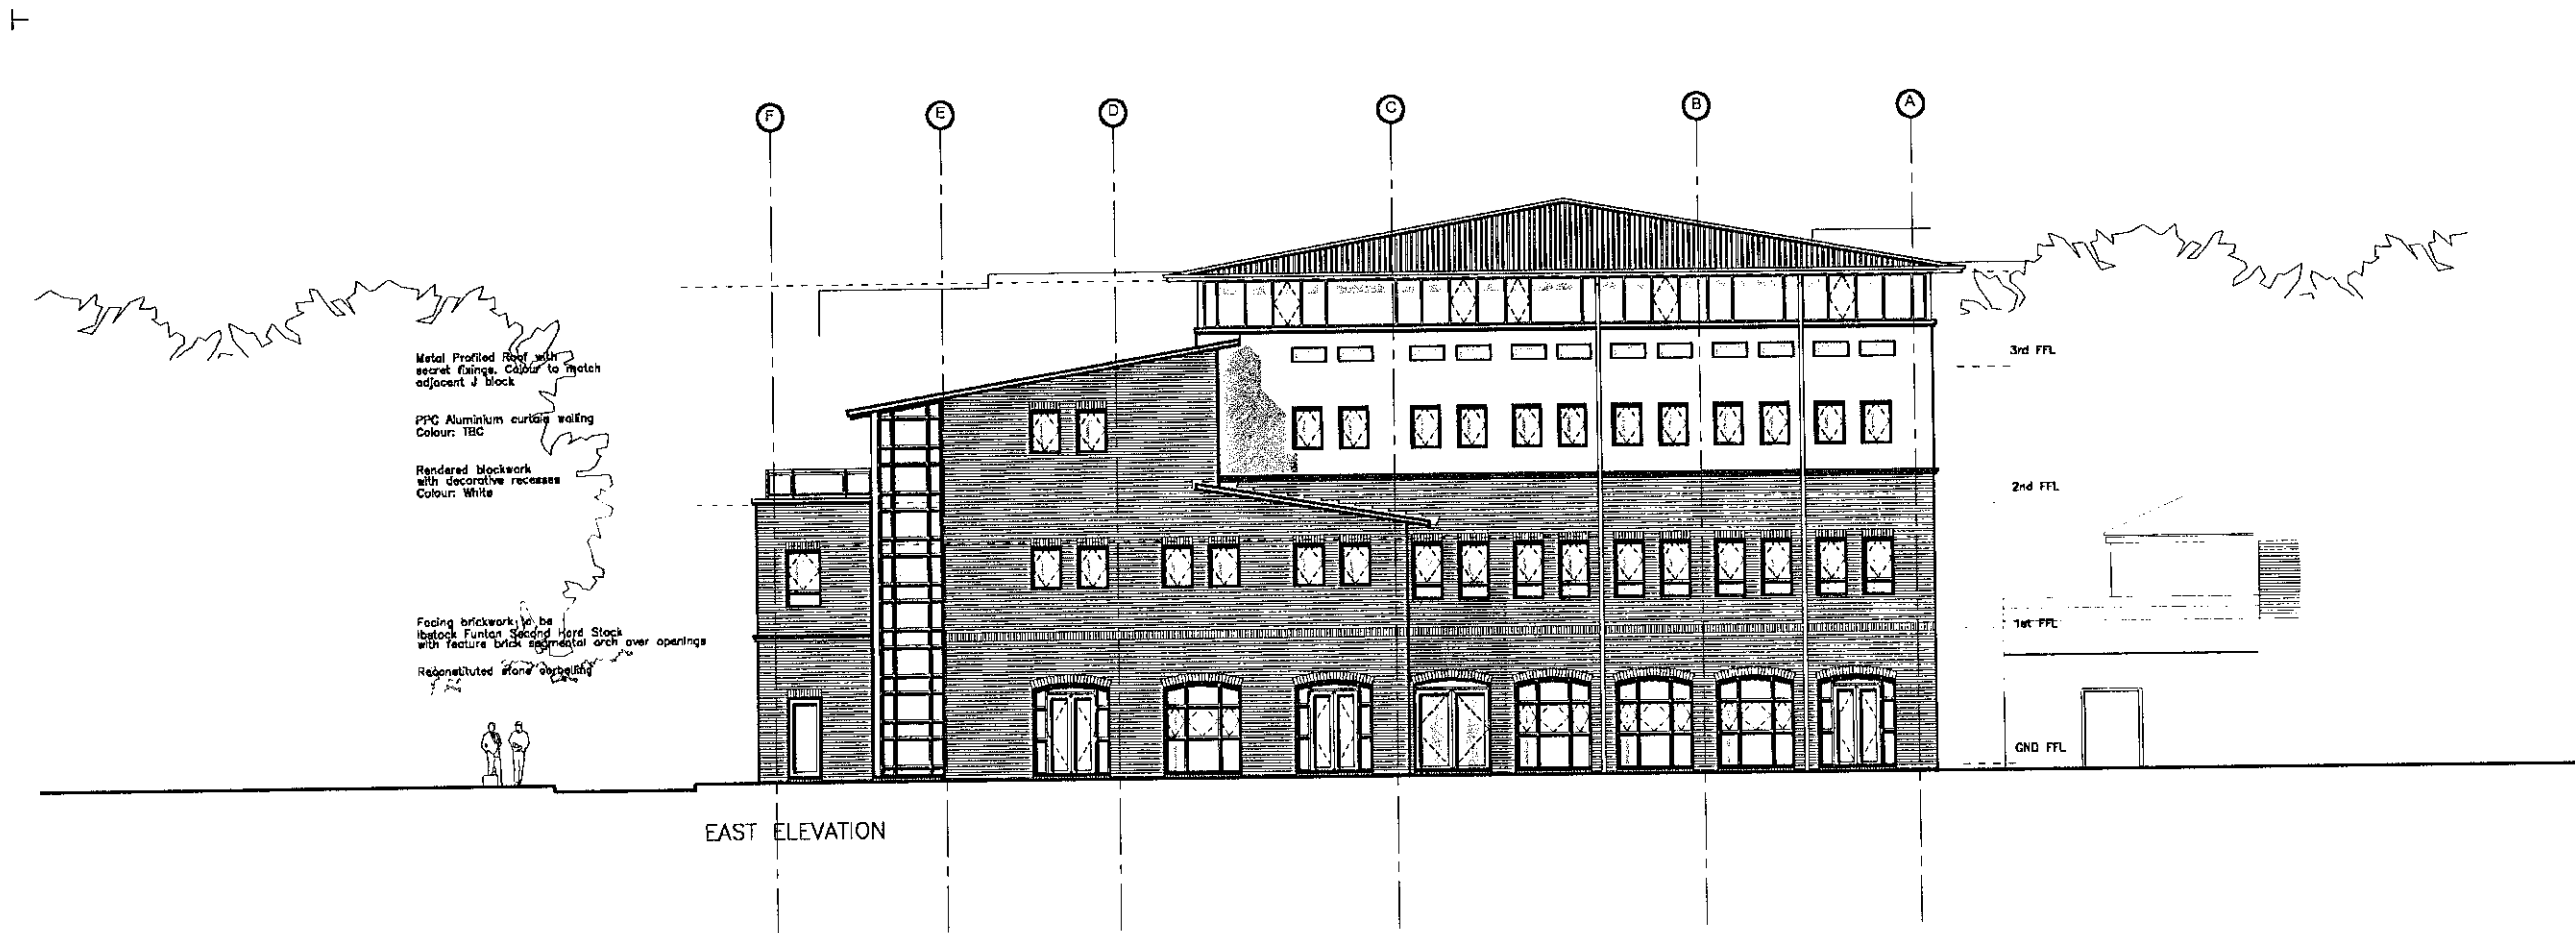 F E D C B A
Metal Profiled Roof with
secret fixings. Colour to match
adjacent J block
PPC Aluminium curtain walling
Colour: TBC
Rendered blockwork
with decorative recesses
Colour: White
Facing brickwork to be
Ibstock Funton Second Hard Stock
with feature brick segmental arch over openings
Reconstituted stone corbelling
3rd FFL
2nd FFL
1st FFL
GND FFL
EAST ELEVATION